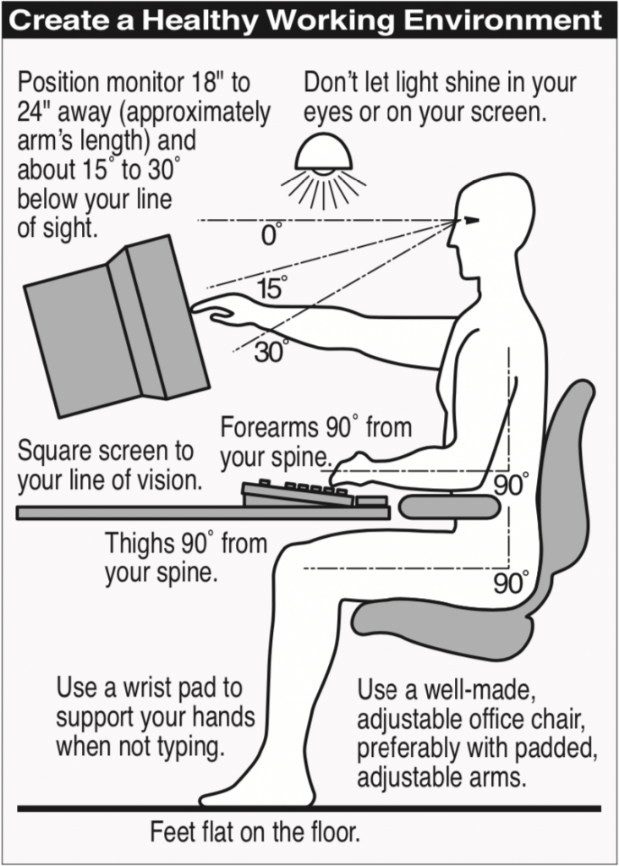 Create a Healthy Working Environment
Position monitor 18" to
24" away (approximately
arm's length) and
about 15° to 30°
below your line
of sight.
Don't let light shine in your
eyes or on your screen.
0°
15°
30°
Square screen to
your line of vision.
Forearms 90° from
your spine.
90°
Thighs 90° from
your spine.
90°
Use a wrist pad to
support your hands
when not typing.
Use a well-made,
adjustable office chair,
preferably with padded,
adjustable arms.
Feet flat on the floor.